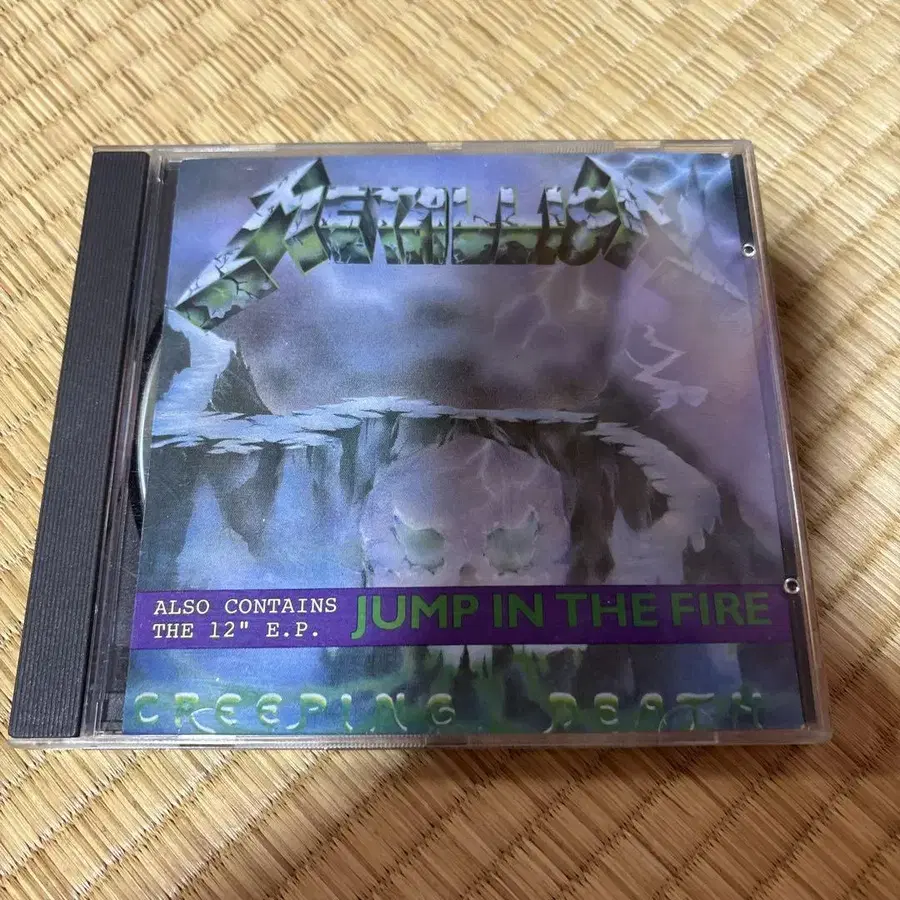 METALLICA
ALSO CONTAINS
THE 12" E.P.
JUMP IN THE FIRE
CREEPING DEATH